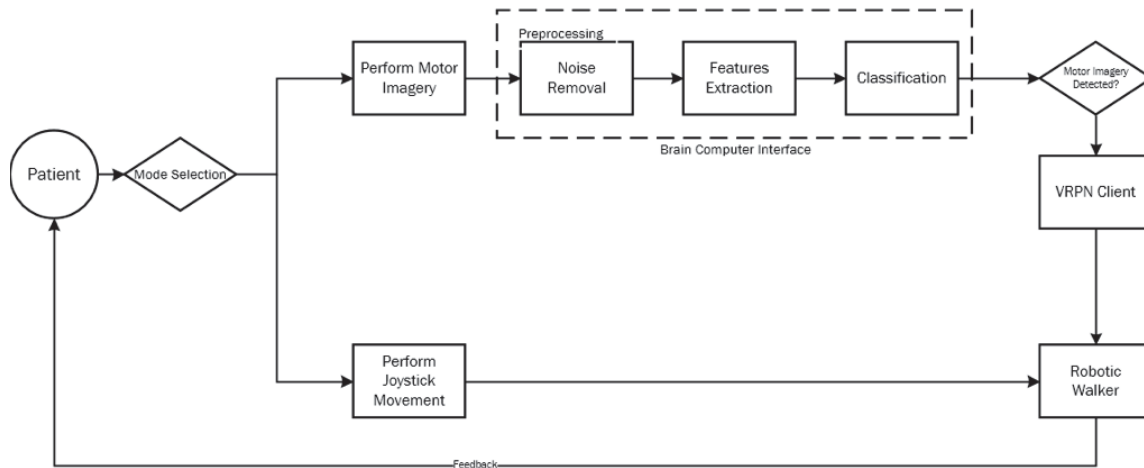 Preprocessing
Perform Motor
Imagery
Noise
Removal
Features
Extraction
Classification
Motor Imagery
Detected?
Brain Computer Interface
Patient
Mode Selection
VRPN Client
Perform
Joystick
Movement
Robotic
Walker
Feedback